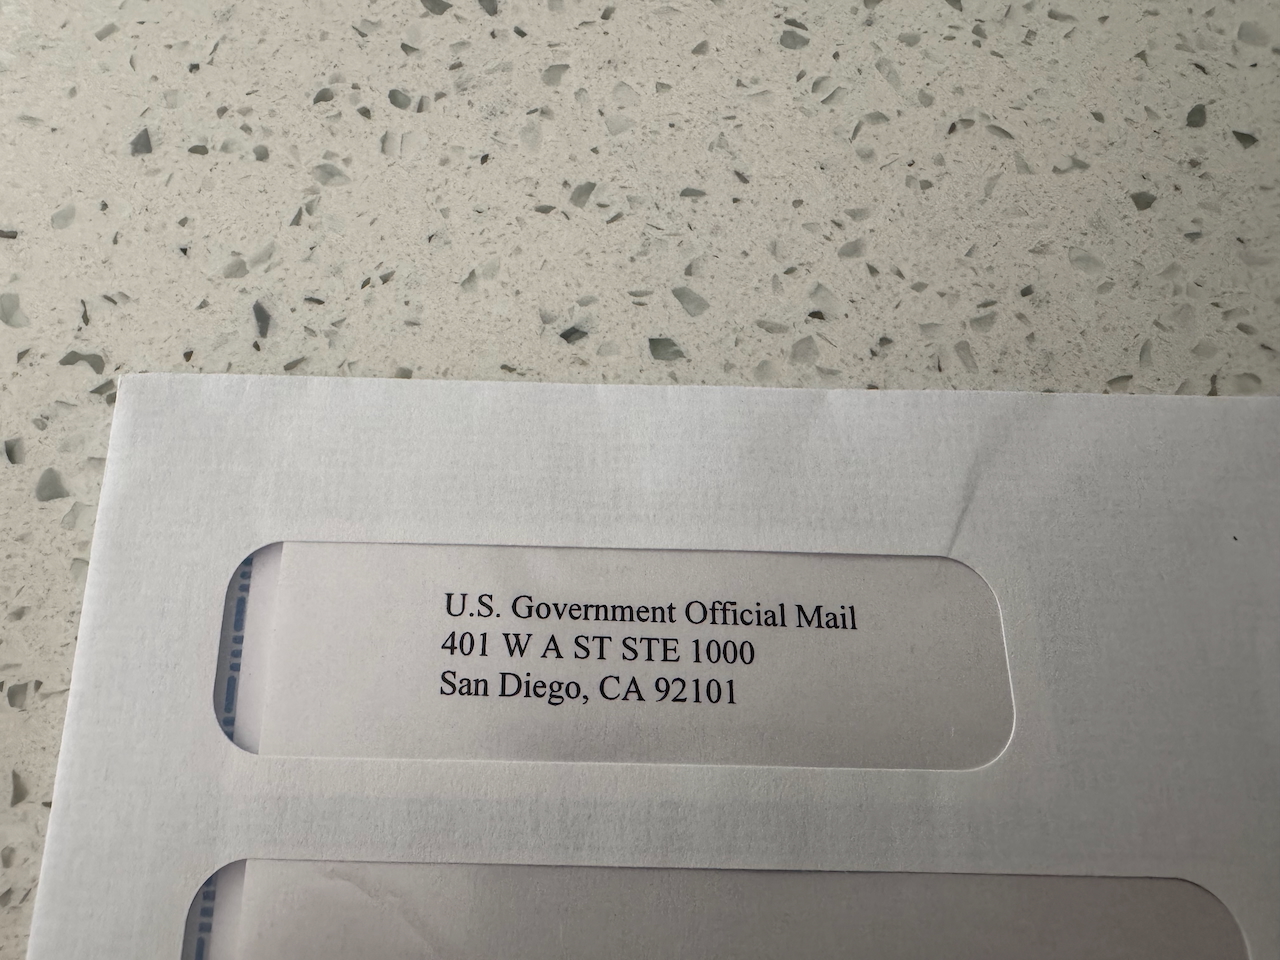 U.S. Government Official Mail
401 W A ST STE 1000
San Diego, CA 92101